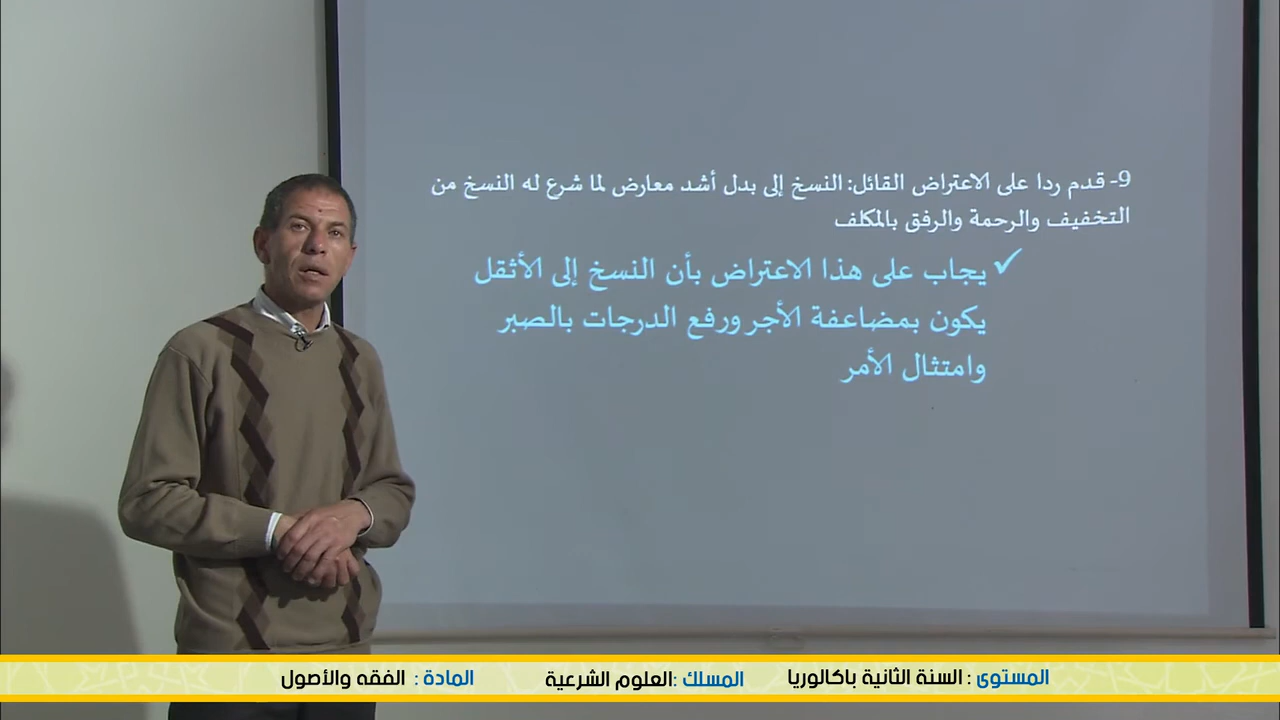 9- قدم ردا على الاعتراض القائل: النسخ إلى بدل أشد معارض لما شرع له النسخ من
التخفيف والرحمة والرفق بالمكلف
✓ يجاب على هذا الاعتراض بأن النسخ إلى الأثقل
يكون بمضاعفة الأجر ورفع الدرجات بالصبر
وامتثال الأمر
المستوى : السنة الثانية باكالوريا المسلك :العلوم الشرعية المادة : الفقه والأصول